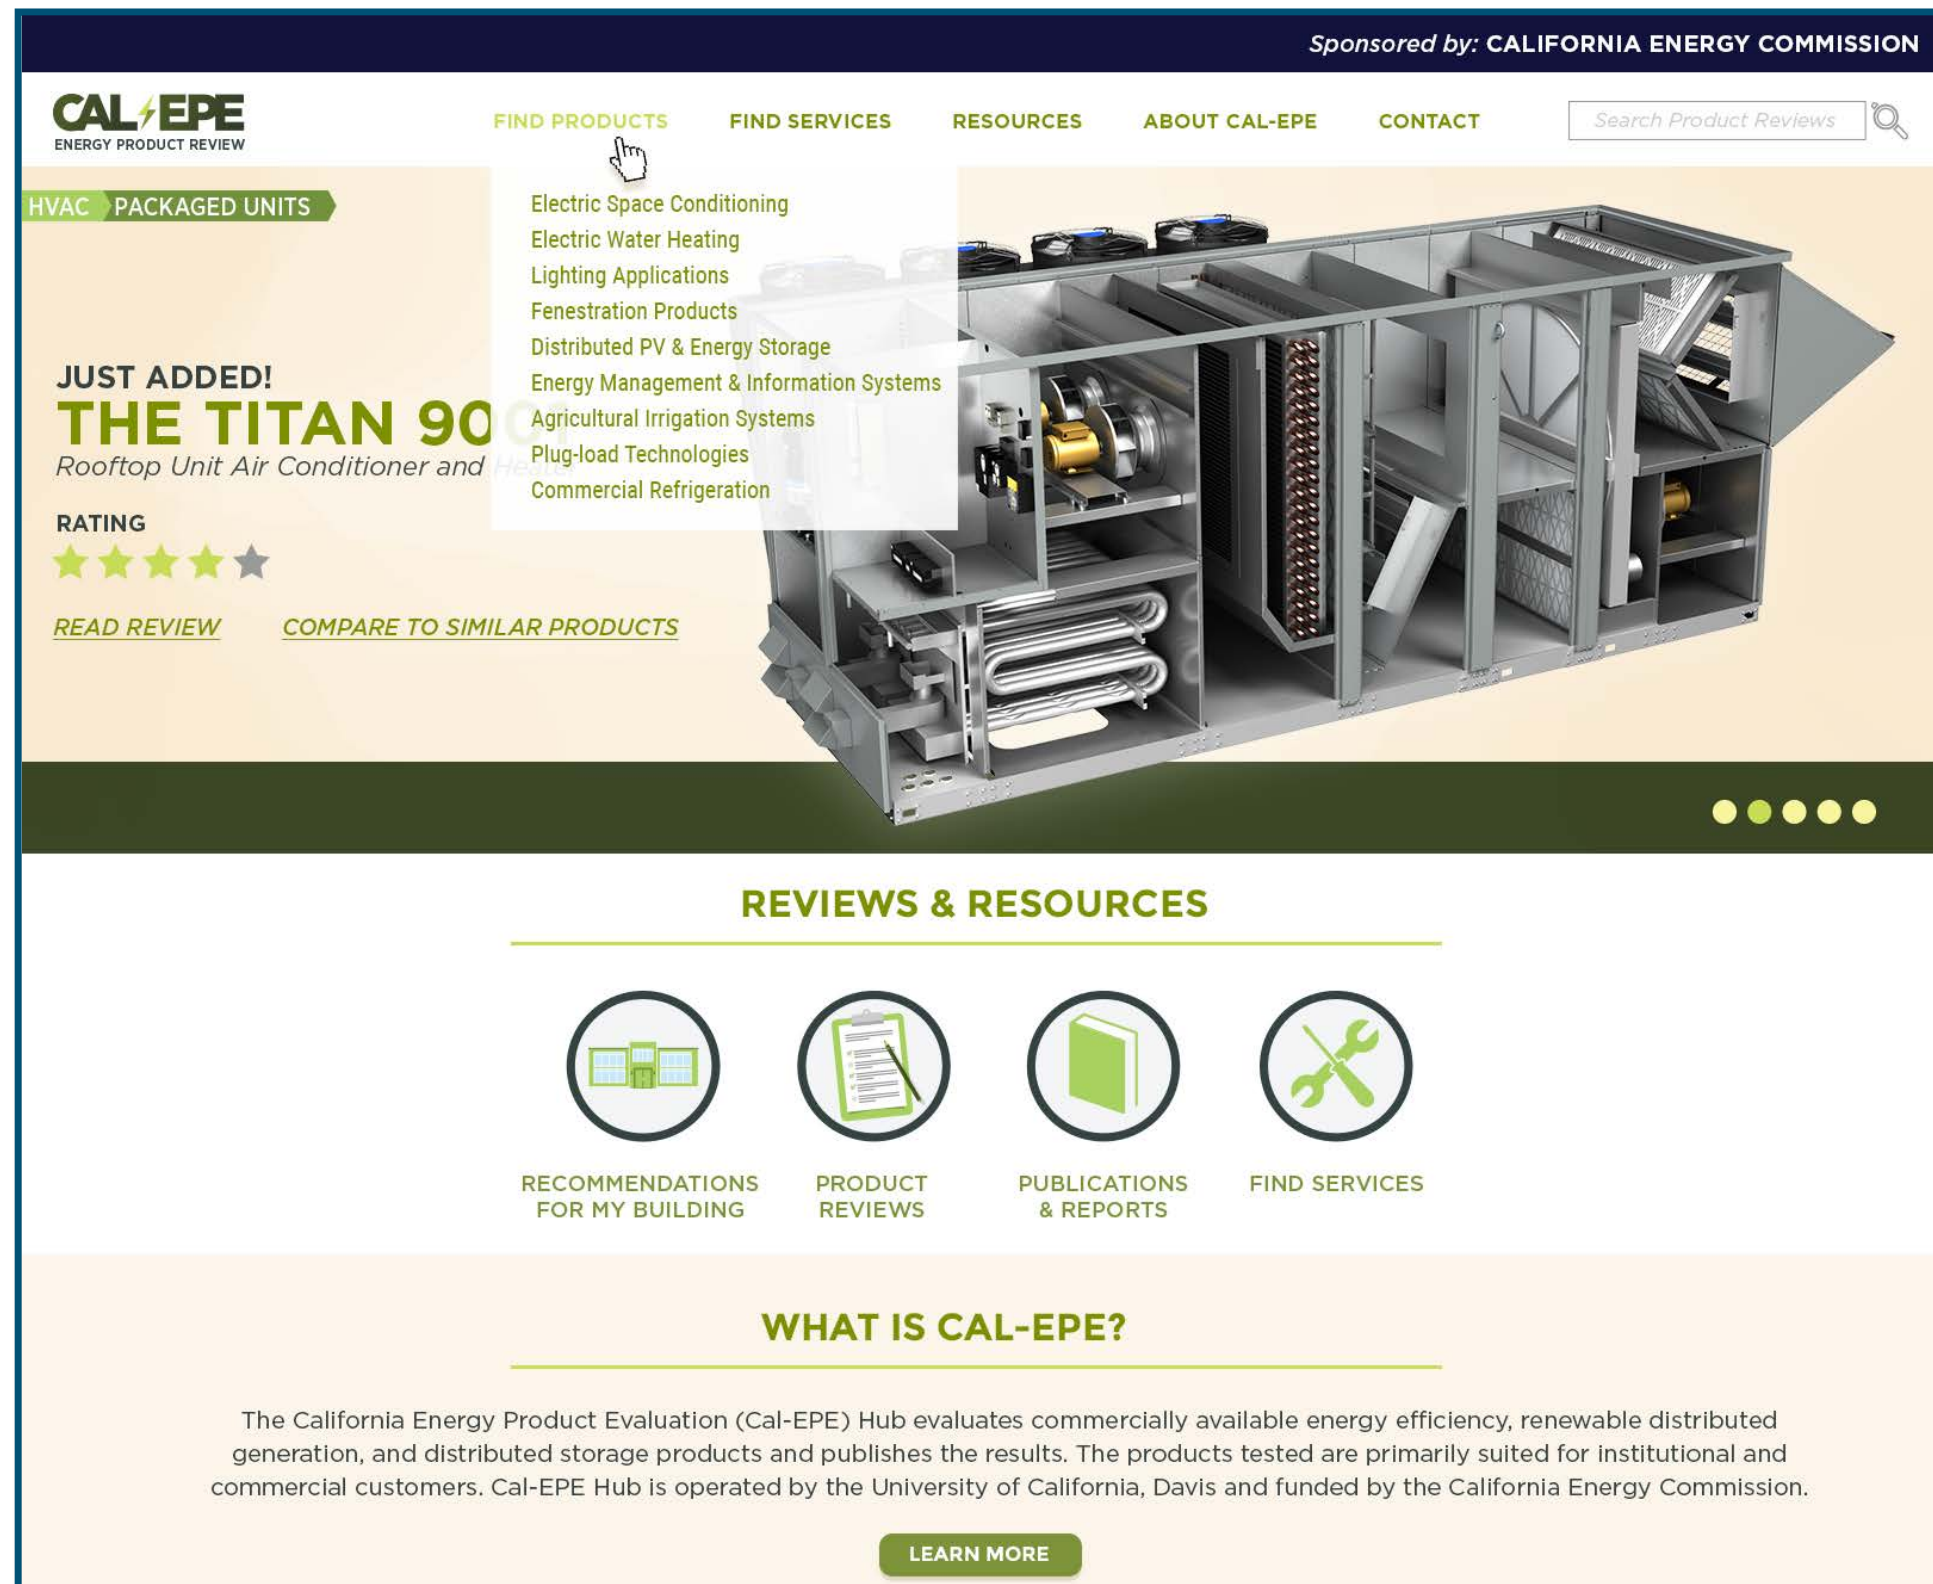 Sponsored by: CALIFORNIA ENERGY COMMISSION
CAL EPE
ENERGY PRODUCT REVIEW
FIND PRODUCTS
FIND SERVICES
RESOURCES
ABOUT CAL-EPE
CONTACT
Search Product Reviews
HVAC PACKAGED UNITS
Electric Space Conditioning
Electric Water Heating
Lighting Applications
Fenestration Products
Distributed PV & Energy Storage
Energy Management & Information Systems
Agricultural Irrigation Systems
Plug-load Technologies
Commercial Refrigeration
JUST ADDED!
THE TITAN 9001
Rooftop Unit Air Conditioner and Heater
RATING
READ REVIEW
COMPARE TO SIMILAR PRODUCTS
REVIEWS & RESOURCES
RECOMMENDATIONS
FOR MY BUILDING
PRODUCT
REVIEWS
PUBLICATIONS
& REPORTS
FIND SERVICES
WHAT IS CAL-EPE?
The California Energy Product Evaluation (Cal-EPE) Hub evaluates commercially available energy efficiency, renewable distributed
generation, and distributed storage products and publishes the results. The products tested are primarily suited for institutional and
commercial customers. Cal-EPE Hub is operated by the University of California, Davis and funded by the California Energy Commission.
LEARN MORE